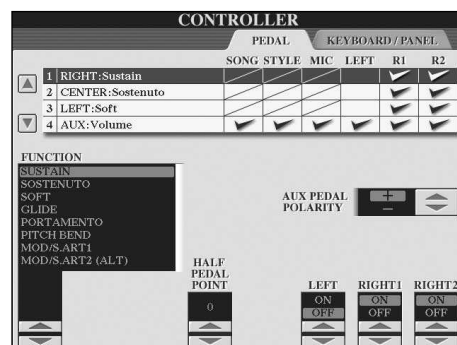 CONTROLLER
PEDAL KEYBOARD / PANEL
SONG STYLE MIC LEFT R1 R2
1 RIGHT:Sustain
2 CENTER:Sostenuto
3 LEFT:Soft
4 AUX:Volume
FUNCTION
SUSTAIN
SOSTENUTO
SOFT
GLIDE
PORTAMENTO
PITCH BEND
MOD/S.ART1
MOD/S.ART2 (ALT)
AUX PEDAL
POLARITY
+
−
HALF
PEDAL
POINT
0
LEFT RIGHT1 RIGHT2
ON ON ON
OFF OFF OFF